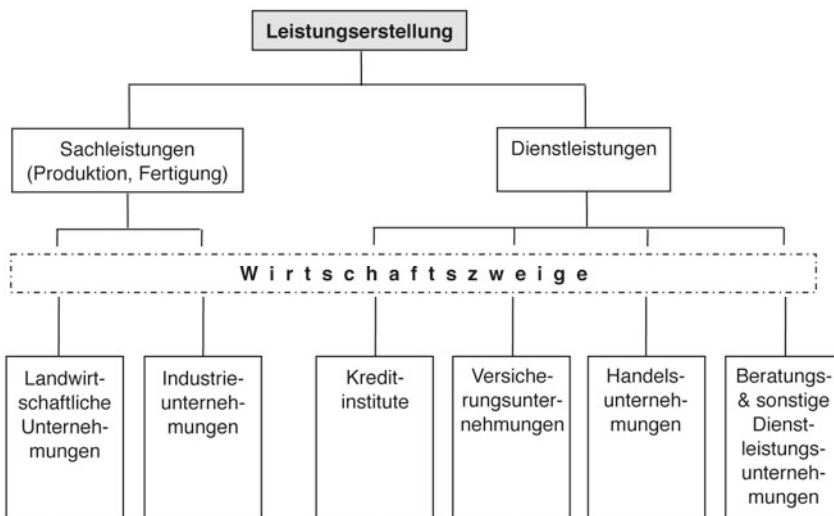 Leistungserstellung
Sachleistungen
(Produktion, Fertigung)
Dienstleistungen
Wirtschaftszweige
Landwirt-
schaftliche
Unterneh-
mungen
Industrie-
unterneh-
mungen
Kredit-
institute
Versiche-
rungsunter-
nehmungen
Handels-
unterneh-
mungen
Beratungs-
& sonstige
Dienst-
leistungs-
unterneh-
mungen